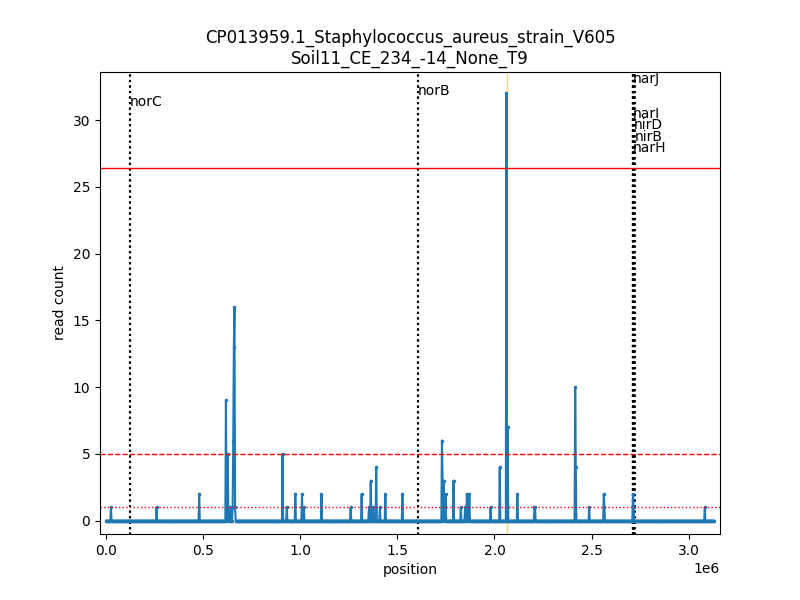 CP013959.1_Staphylococcus_aureus_strain_V605
Soil11_CE_234_-14_None_T9
narJ
norB
norC
narI
nirD
nirB
narH
30
25
20
15
10
5
0
read count
0.0 0.5 1.0 1.5 2.0 2.5 3.0
1e6
position